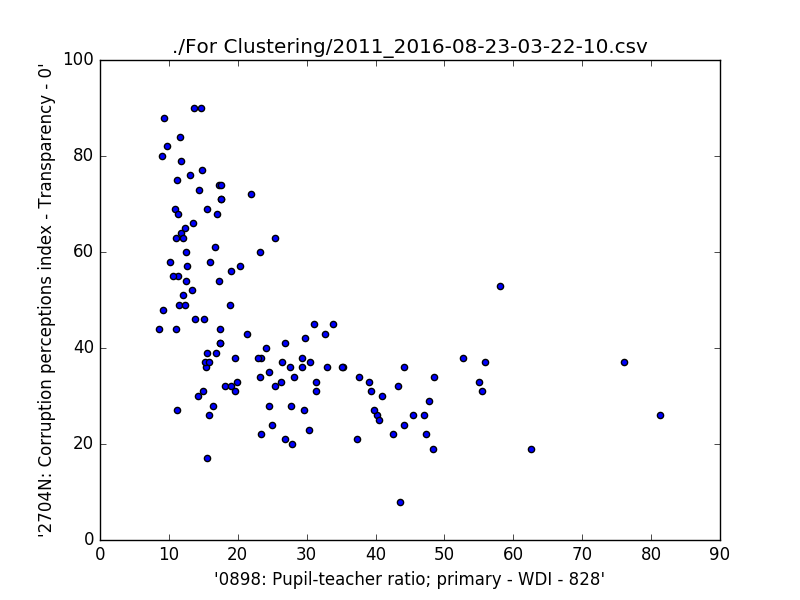 ./For Clustering/2011_2016-08-23-03-22-10.csv
'2704N: Corruption perceptions index - Transparency - 0'
100
80
60
40
20
0
0 10 20 30 40 50 60 70 80 90
'0898: Pupil-teacher ratio; primary - WDI - 828'